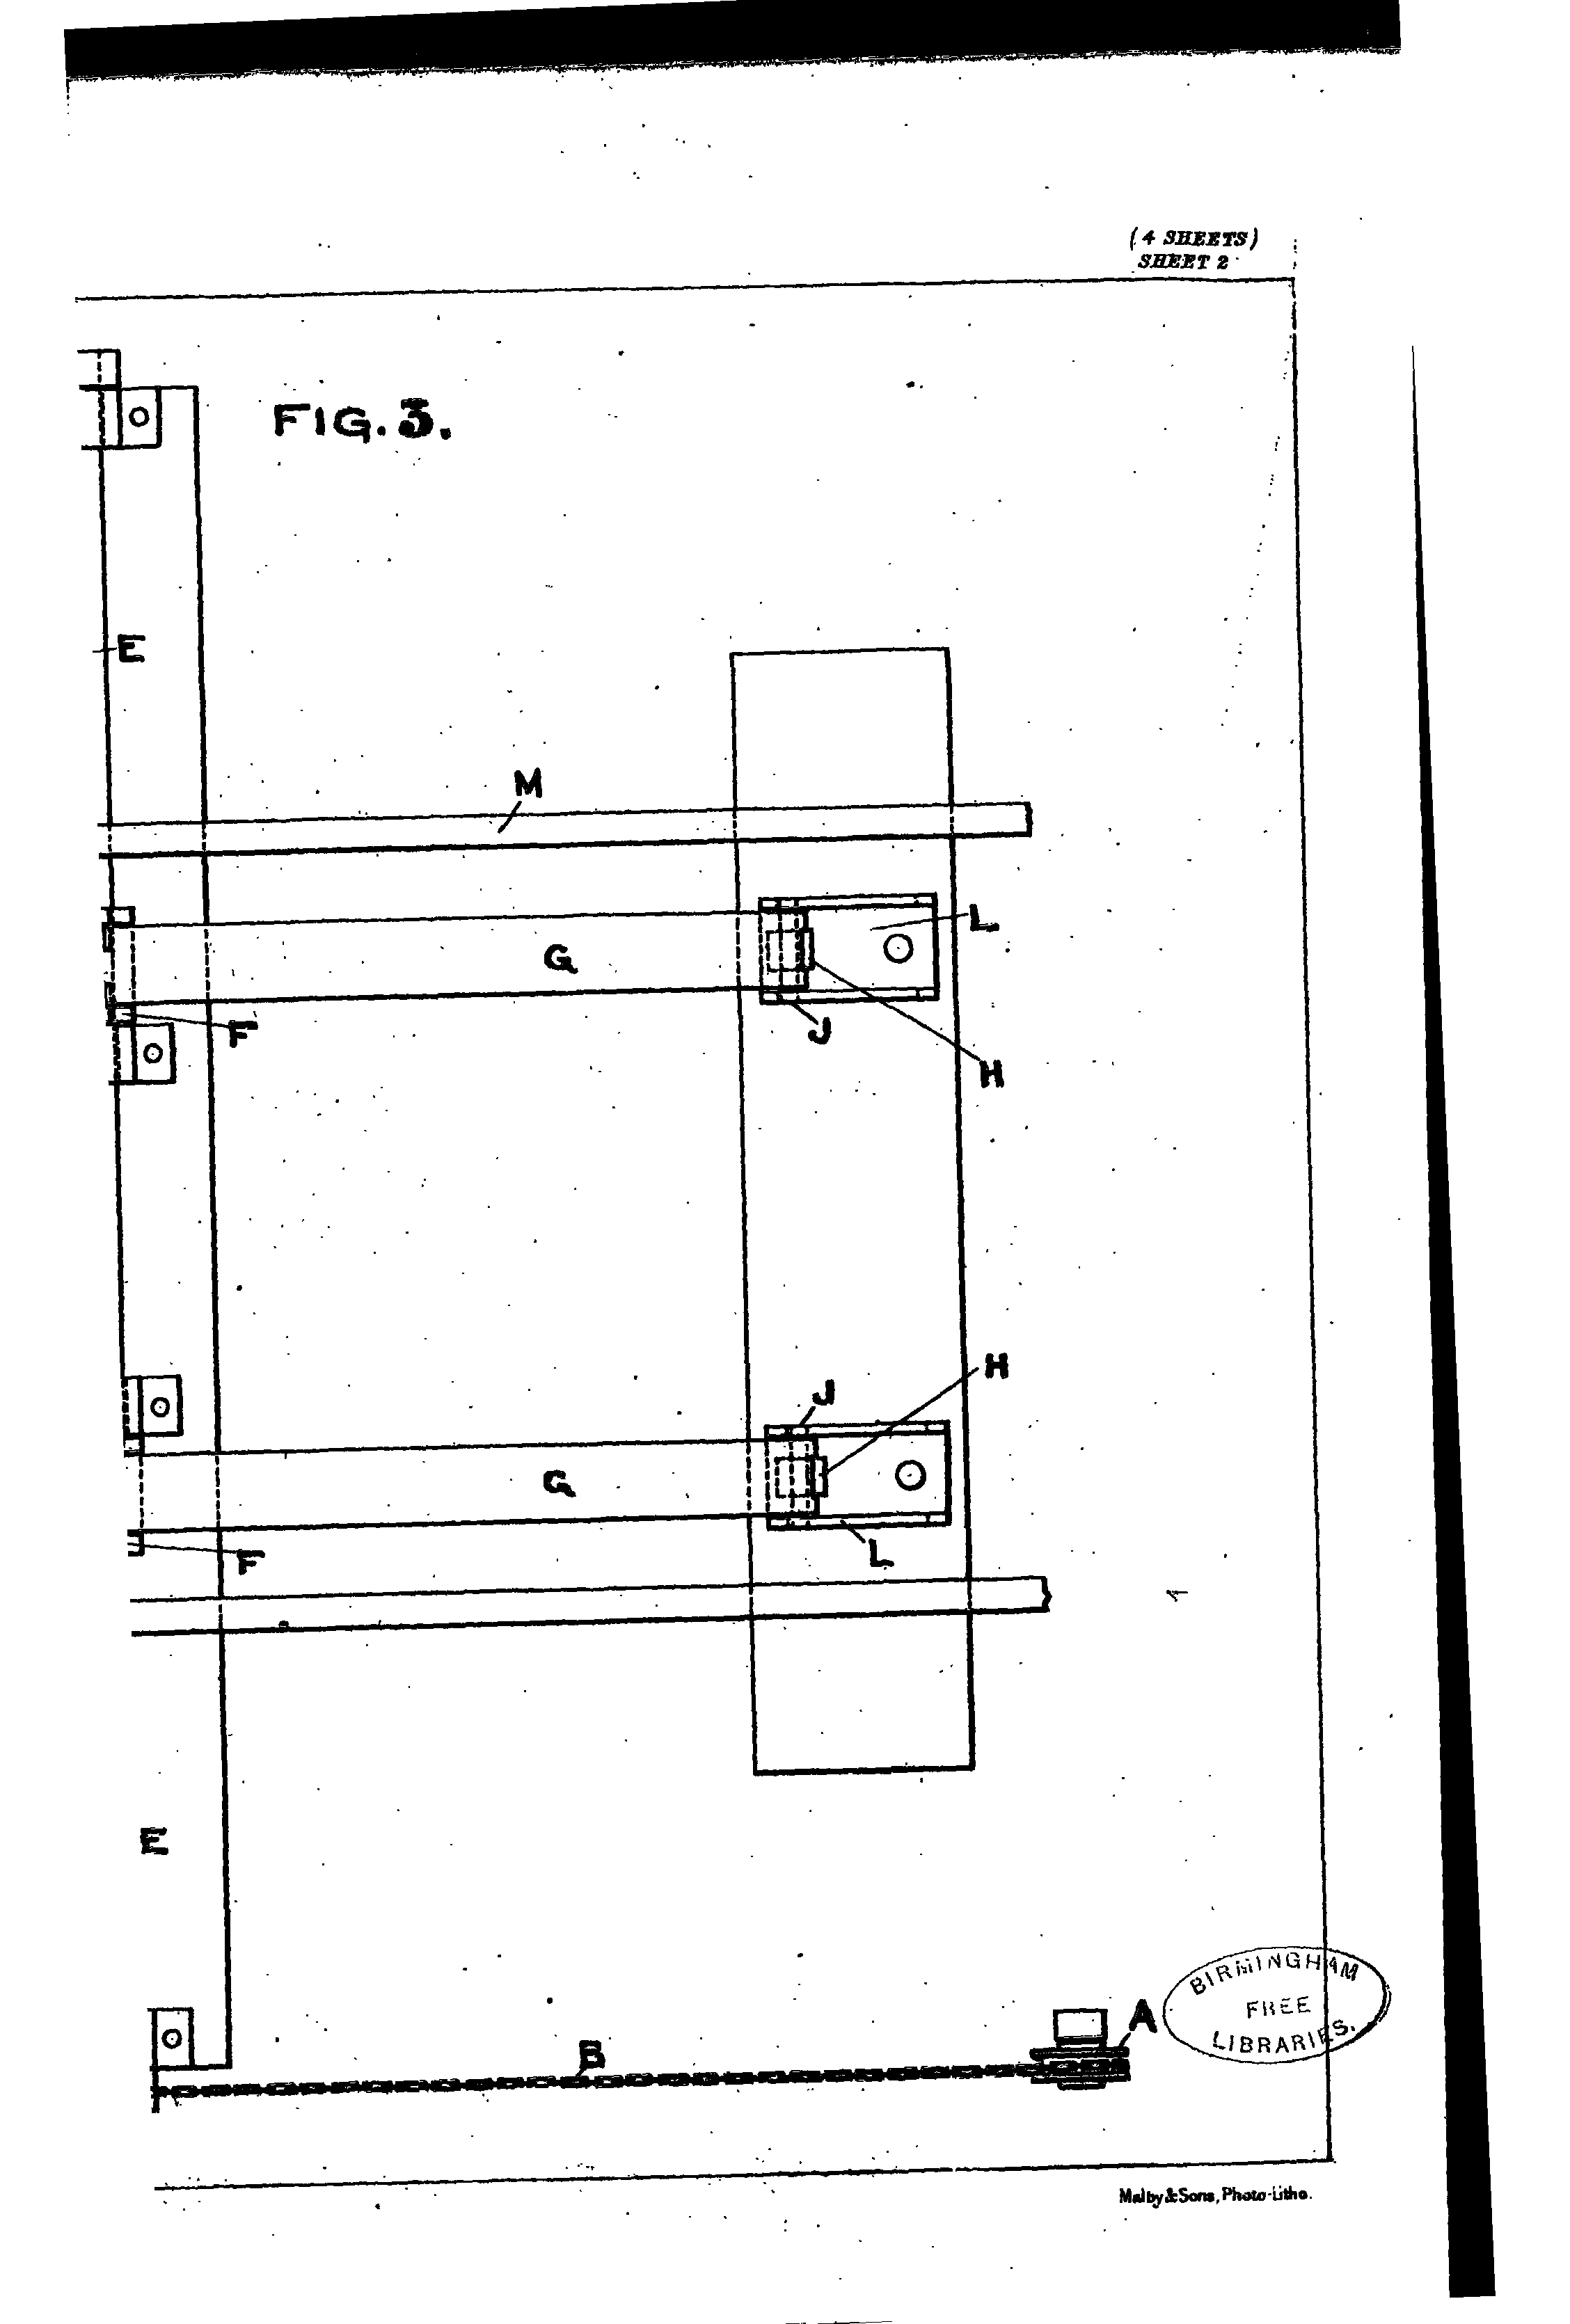 (4 SHEETS)
SHEET 2
FIG. 3.
E
M
G
L
F
J
H
H
J
G
F
L
E
B
A
BIRMINGHAM
FREE
LIBRARIES.
Malby & Sons, Photo-Litho.